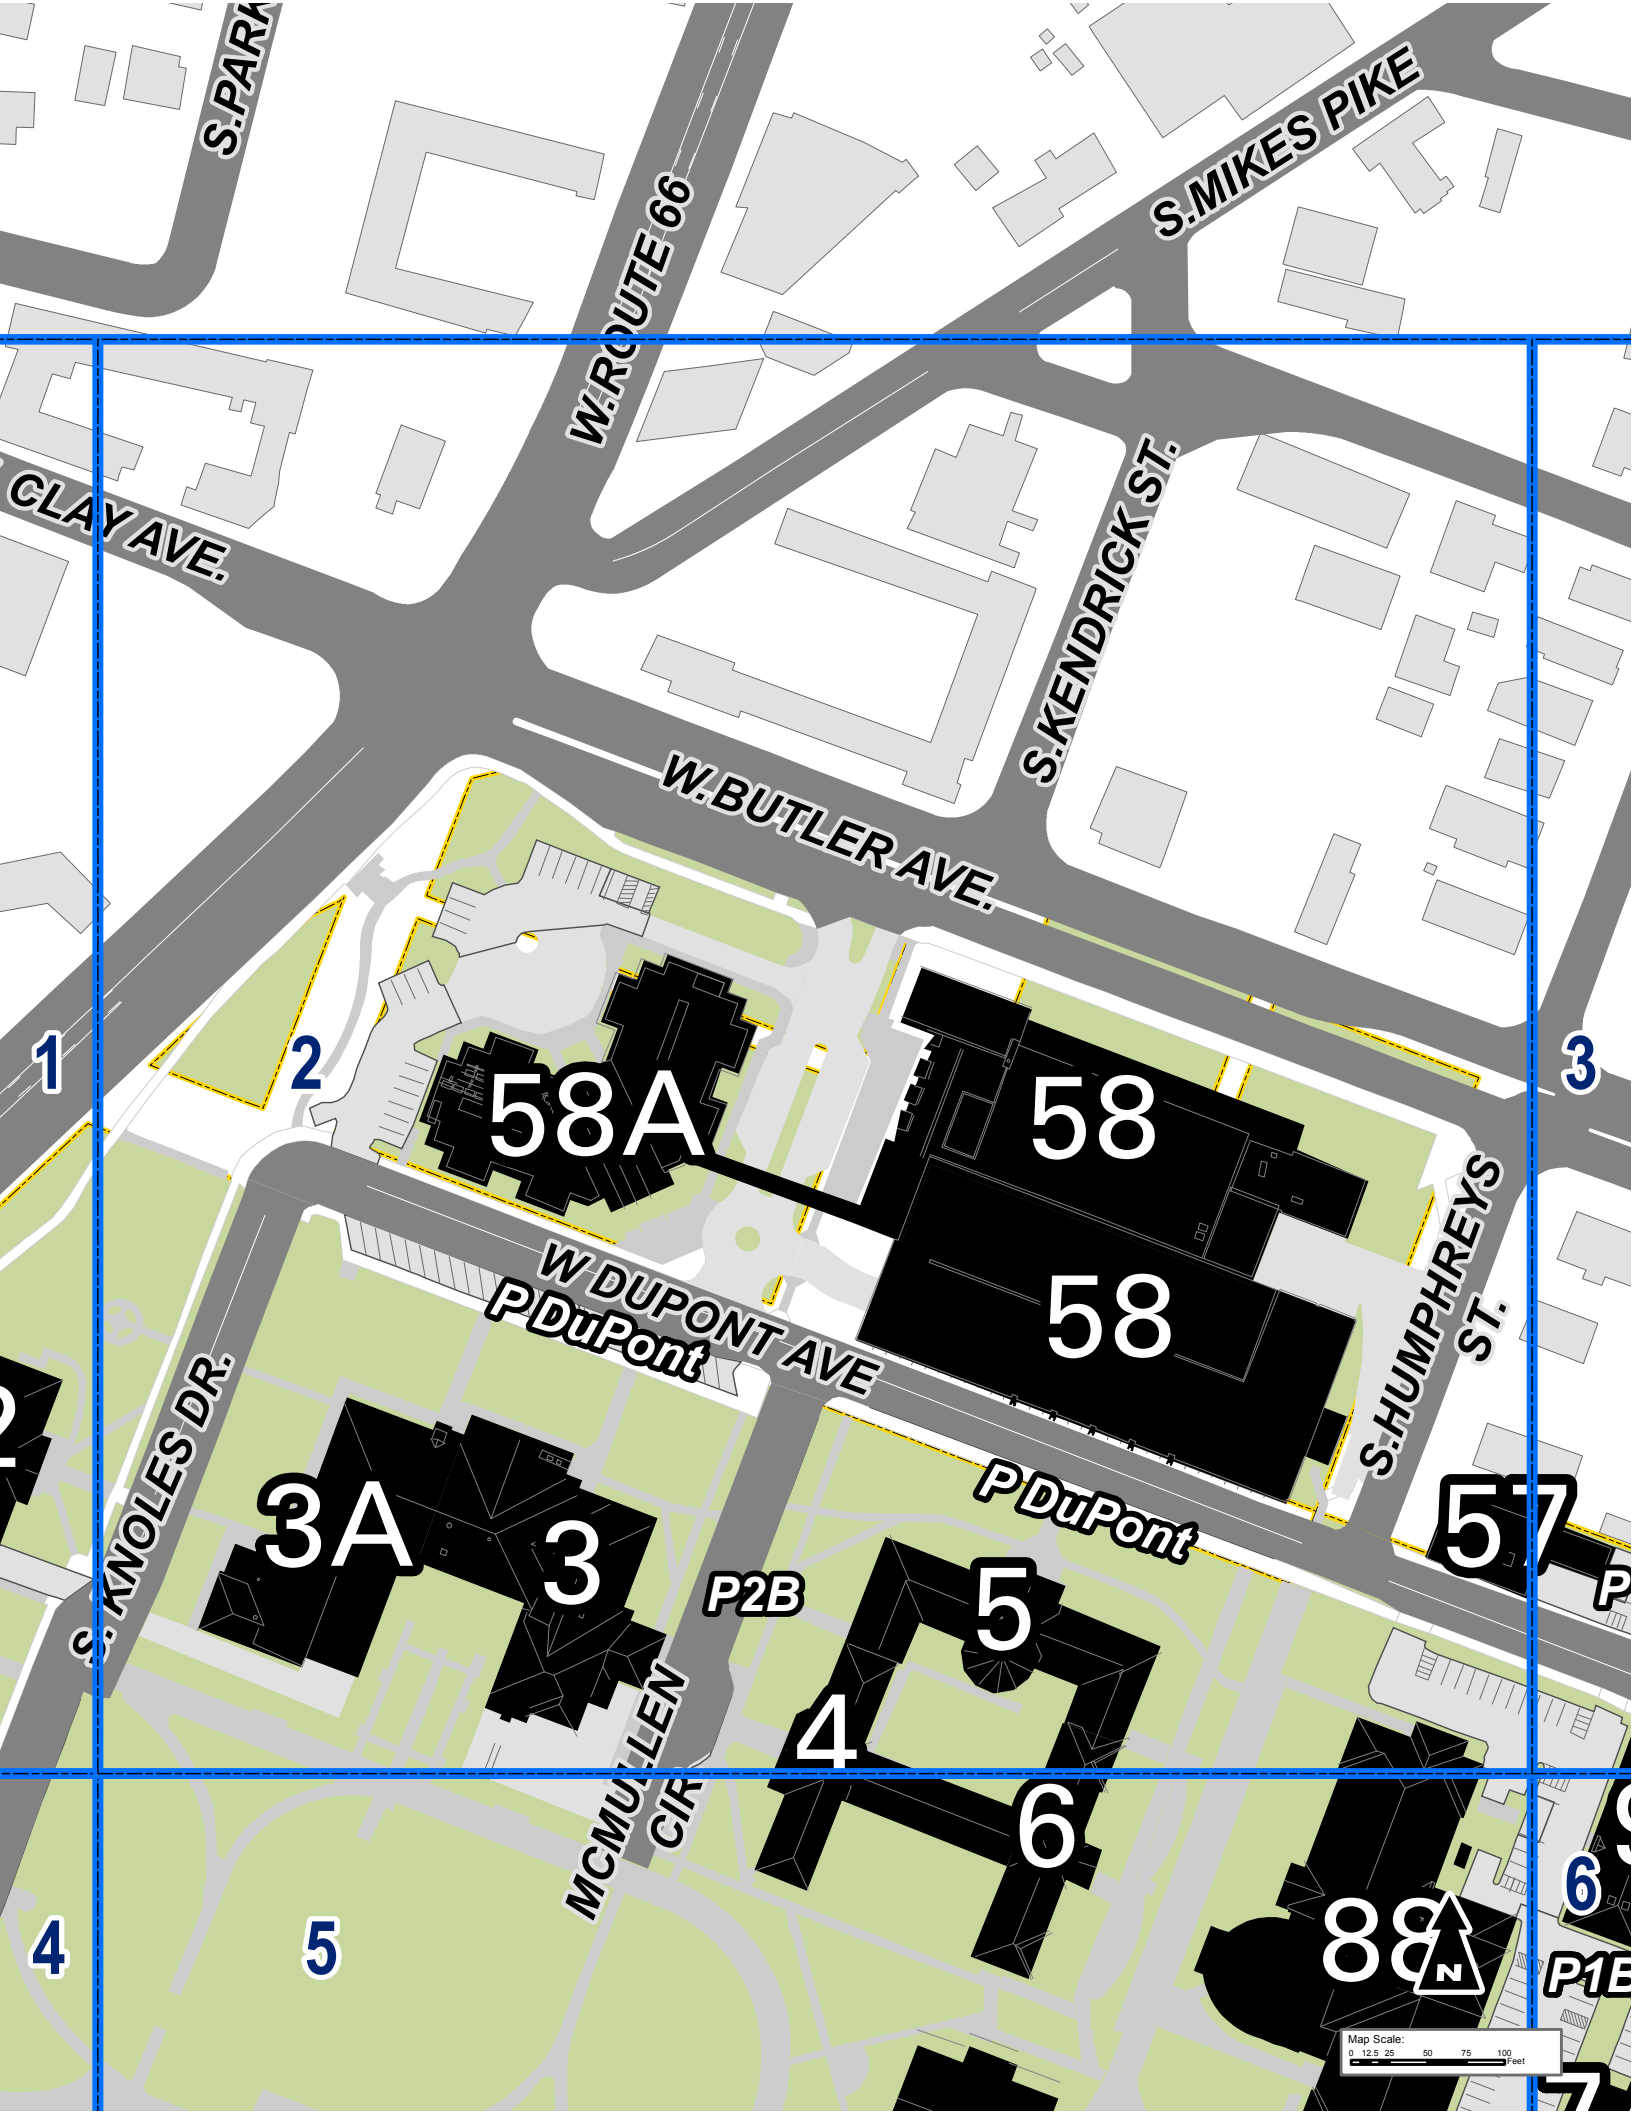 S.PARK
W.ROUTE 66
S.MIKES PIKE
CLAY AVE.
S.KENDRICK ST.
W.BUTLER AVE.
1
2
3
58A
58
58
S.HUMPHREYS
ST.
W DUPONT AVE
P DuPont
P DuPont
S. KNOLES DR.
2
3A
3
57
P
P2B
5
4
6
MCMULLEN
CIR
88
9
6
4
5
N
P1B
Map Scale:
0 12.5 25 50 75 100
Feet
7